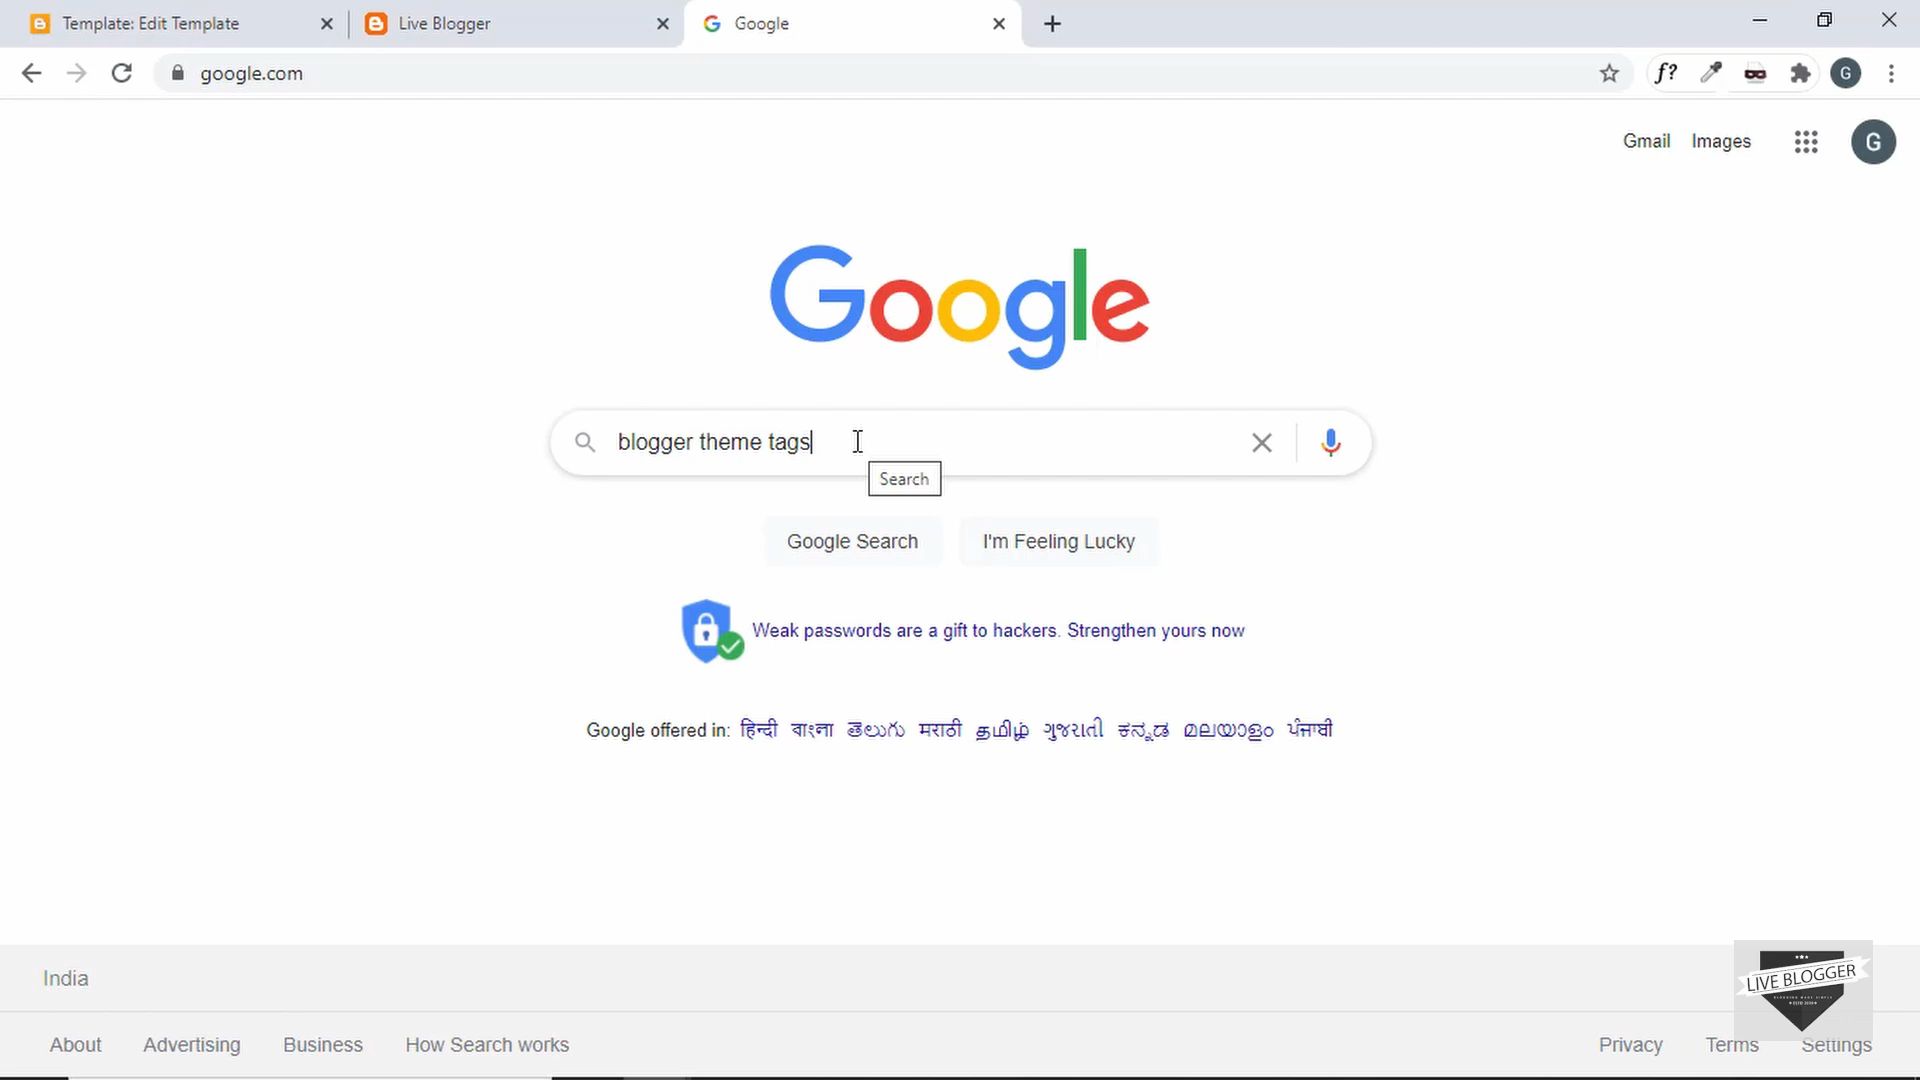 Template: Edit Template
Live Blogger
Google
google.com
f?
G
Gmail
Images
G
Google
blogger theme tags
Search
Google Search
I'm Feeling Lucky
Weak passwords are a gift to hackers. Strengthen yours now
Google offered in: हिन्दी বাংলা తెలుగు मराठी தமிழ் ગુજરાતી ಕನ್ನಡ മലയാളം ਪੰਜਾਬੀ
India
LIVE BLOGGER
About
Advertising
Business
How Search works
Privacy
Terms
Settings